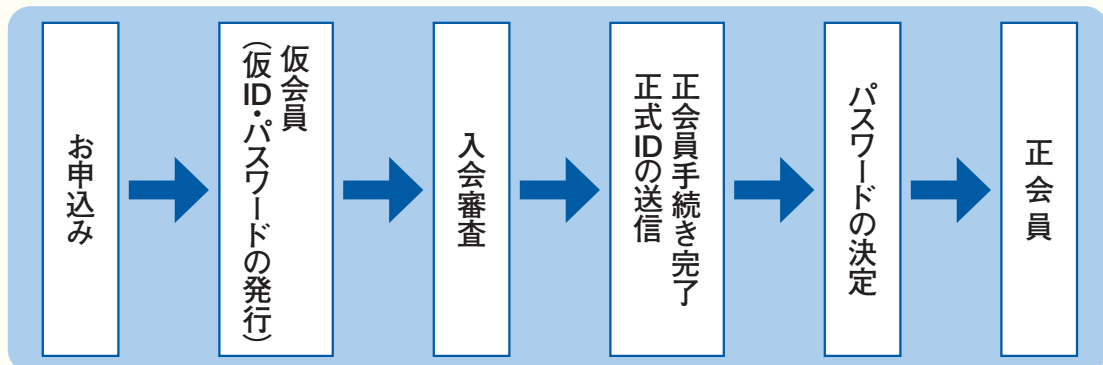 お申込み
仮会員
（仮ID・パスワードの発行）
入会審査
正会員手続き完了
正式IDの送信
パスワードの決定
正会員